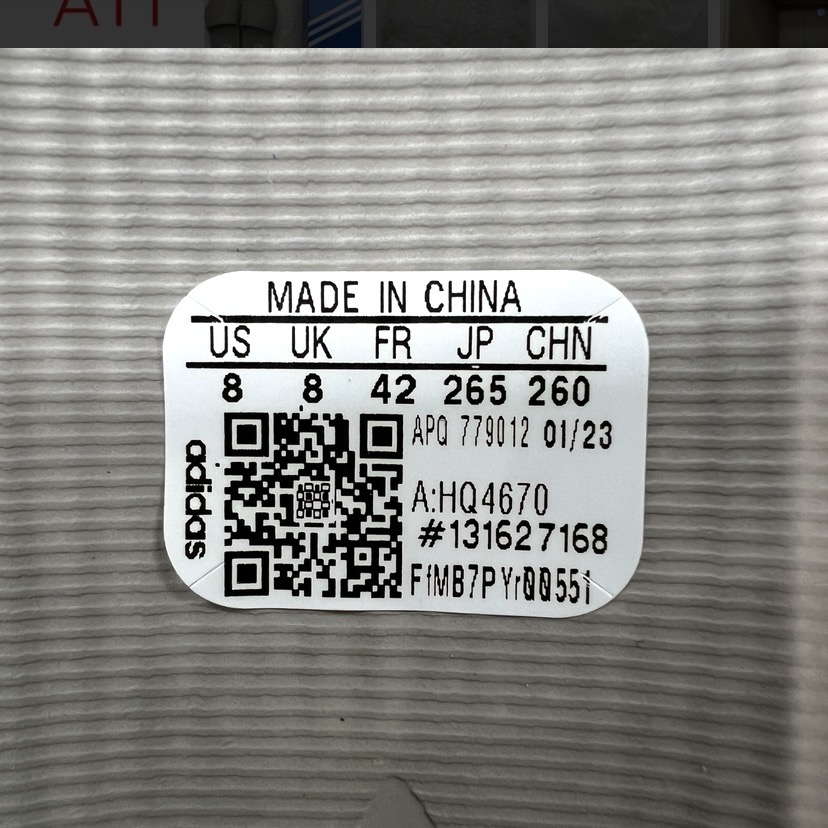 MADE IN CHINA
US UK FR JP CHN
8 8 42 265 260
APQ 779012 01/23
A:HQ4670
#131627168
FfMB7PYr00551
adidas